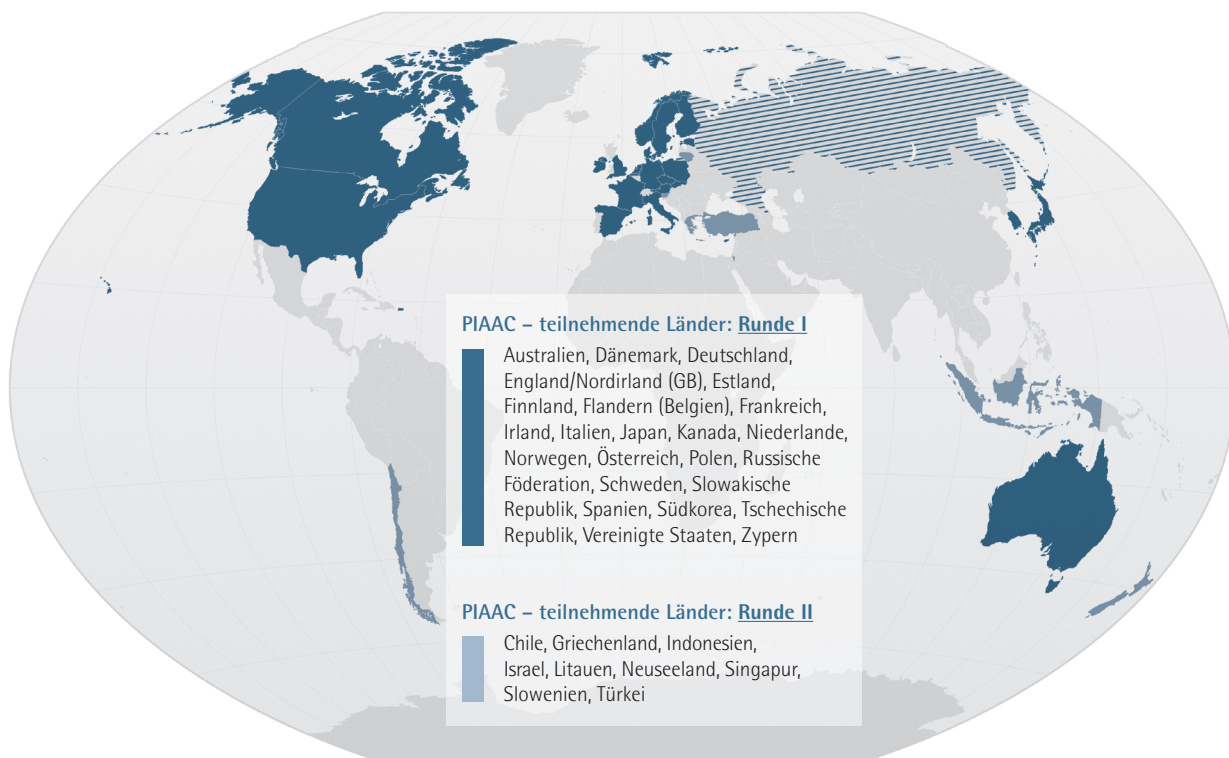 PIAAC – teilnehmende Länder: Runde I
Australien, Dänemark, Deutschland,
England/Nordirland (GB), Estland,
Finnland, Flandern (Belgien), Frankreich,
Irland, Italien, Japan, Kanada, Niederlande,
Norwegen, Österreich, Polen, Russische
Föderation, Schweden, Slowakische
Republik, Spanien, Südkorea, Tschechische
Republik, Vereinigte Staaten, Zypern
PIAAC – teilnehmende Länder: Runde II
Chile, Griechenland, Indonesien,
Israel, Litauen, Neuseeland, Singapur,
Slowenien, Türkei